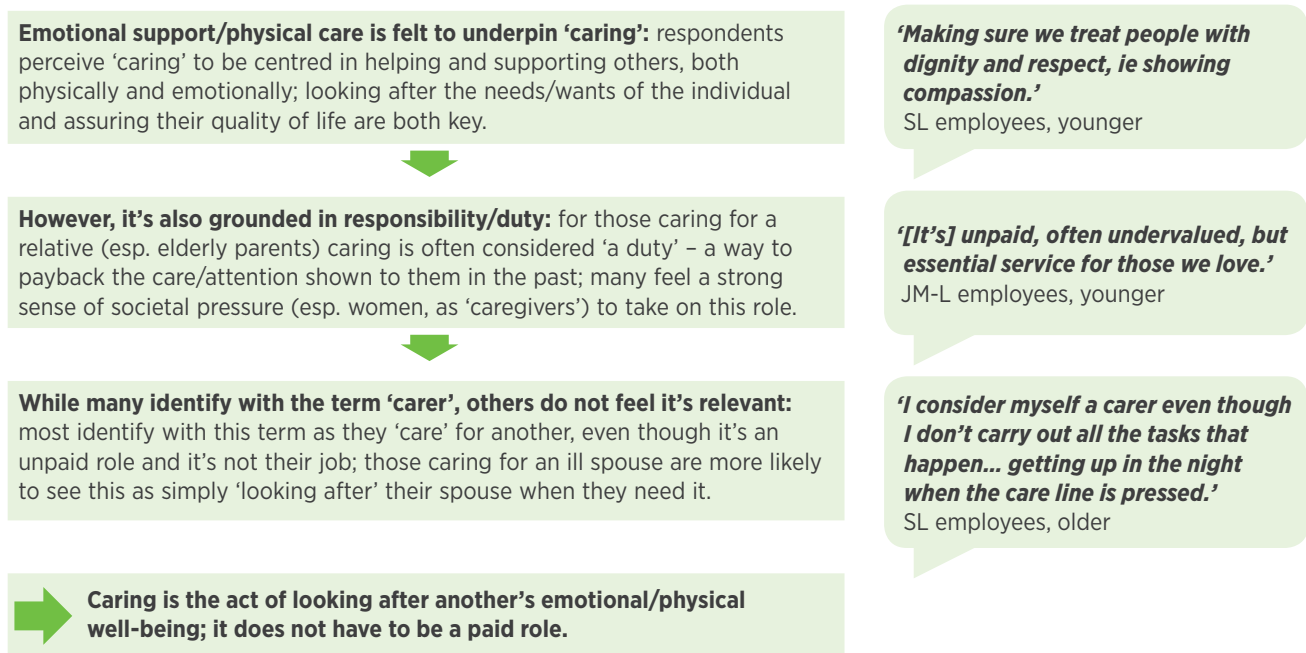 Emotional support/physical care is felt to underpin ‘caring’: respondents
perceive ‘caring’ to be centred in helping and supporting others, both
physically and emotionally; looking after the needs/wants of the individual
and assuring their quality of life are both key.
‘Making sure we treat people with
dignity and respect, ie showing
compassion.’
SL employees, younger
However, it’s also grounded in responsibility/duty: for those caring for a
relative (esp. elderly parents) caring is often considered ‘a duty’ – a way to
payback the care/attention shown to them in the past; many feel a strong
sense of societal pressure (esp. women, as ‘caregivers’) to take on this role.
‘[It’s] unpaid, often undervalued, but
essential service for those we love.’
JM-L employees, younger
While many identify with the term ‘carer’, others do not feel it’s relevant:
most identify with this term as they ‘care’ for another, even though it’s an
unpaid role and it’s not their job; those caring for an ill spouse are more likely
to see this as simply ‘looking after’ their spouse when they need it.
‘I consider myself a carer even though
I don’t carry out all the tasks that
happen... getting up in the night
when the care line is pressed.’
SL employees, older
Caring is the act of looking after another’s emotional/physical
well-being; it does not have to be a paid role.